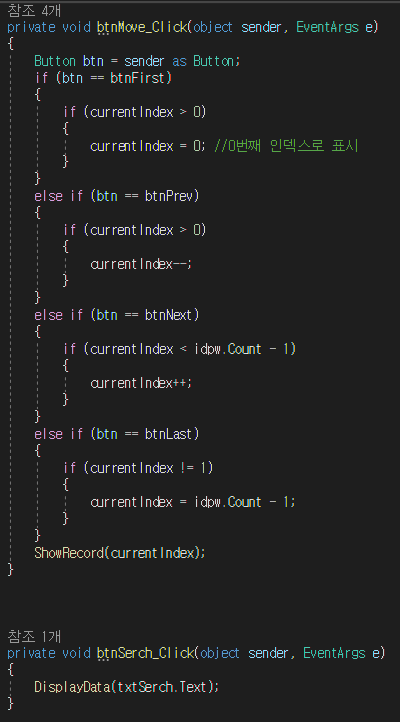 참조 4개
private void btnMove_Click(object sender, EventArgs e)
{
Button btn = sender as Button;
if (btn == btnFirst)
{
if (currentIndex > 0)
{
currentIndex = 0; //0번째 인덱스로 표시
}
}
else if (btn == btnPrev)
{
if (currentIndex > 0)
{
currentIndex--;
}
}
else if (btn == btnNext)
{
if (currentIndex < idpw.Count - 1)
{
currentIndex++;
}
}
else if (btn == btnLast)
{
if (currentIndex != 1)
{
currentIndex = idpw.Count - 1;
}
}
ShowRecord(currentIndex);
}
참조 1개
private void btnSerch_Click(object sender, EventArgs e)
{
DisplayData(txtSerch.Text);
}